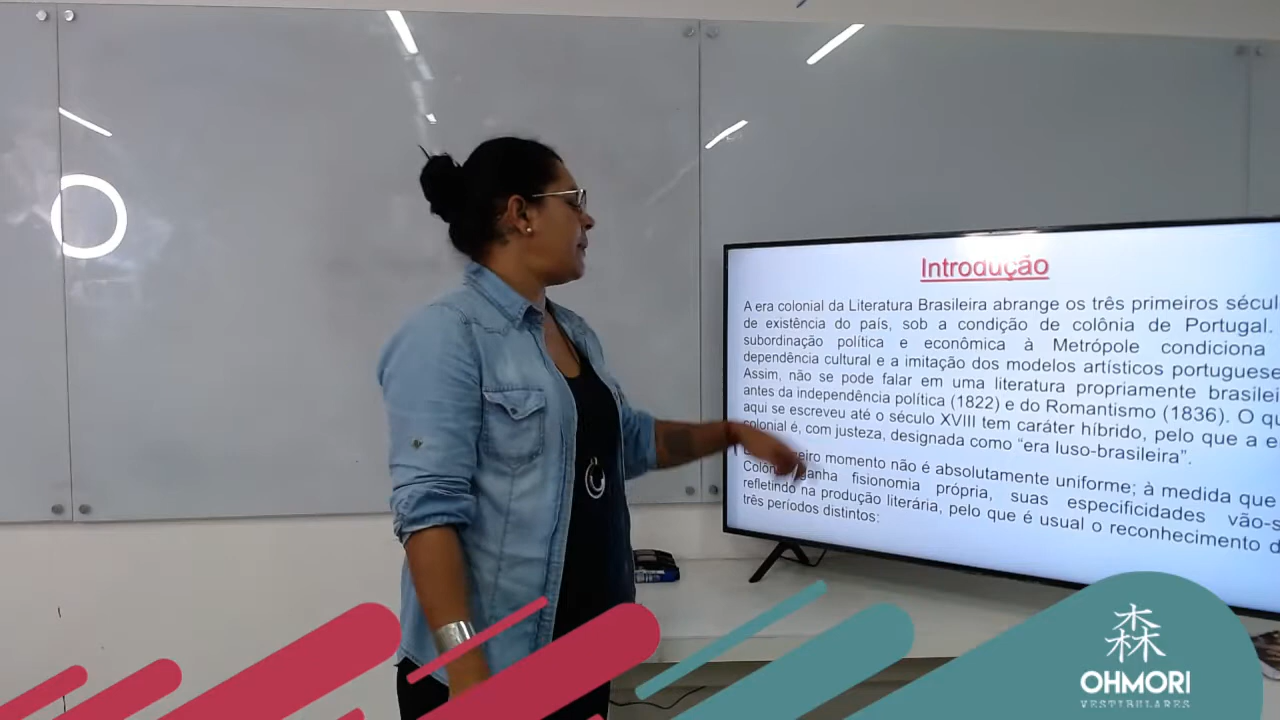 Introdução
A era colonial da Literatura Brasileira abrange os três primeiros sécul
de existência do país, sob a condição de colônia de Portugal.
subordinação política e econômica à Metrópole condiciona
dependência cultural e a imitação dos modelos artísticos portuguese
Assim, não se pode falar em uma literatura propriamente brasilei
antes da independência política (1822) e do Romantismo (1836). O qu
aqui se escreveu até o século XVIII tem caráter híbrido, pelo que a e
colonial é, com justeza, designada como “era luso-brasileira”.
momento não é absolutamente uniforme; à medida que
ganha fisionomia própria, suas especificidades vão-s
refletindo na produção literária, pelo que é usual o reconhecimento d
três períodos distintos:
森
OHMORI
VESTIBULARES